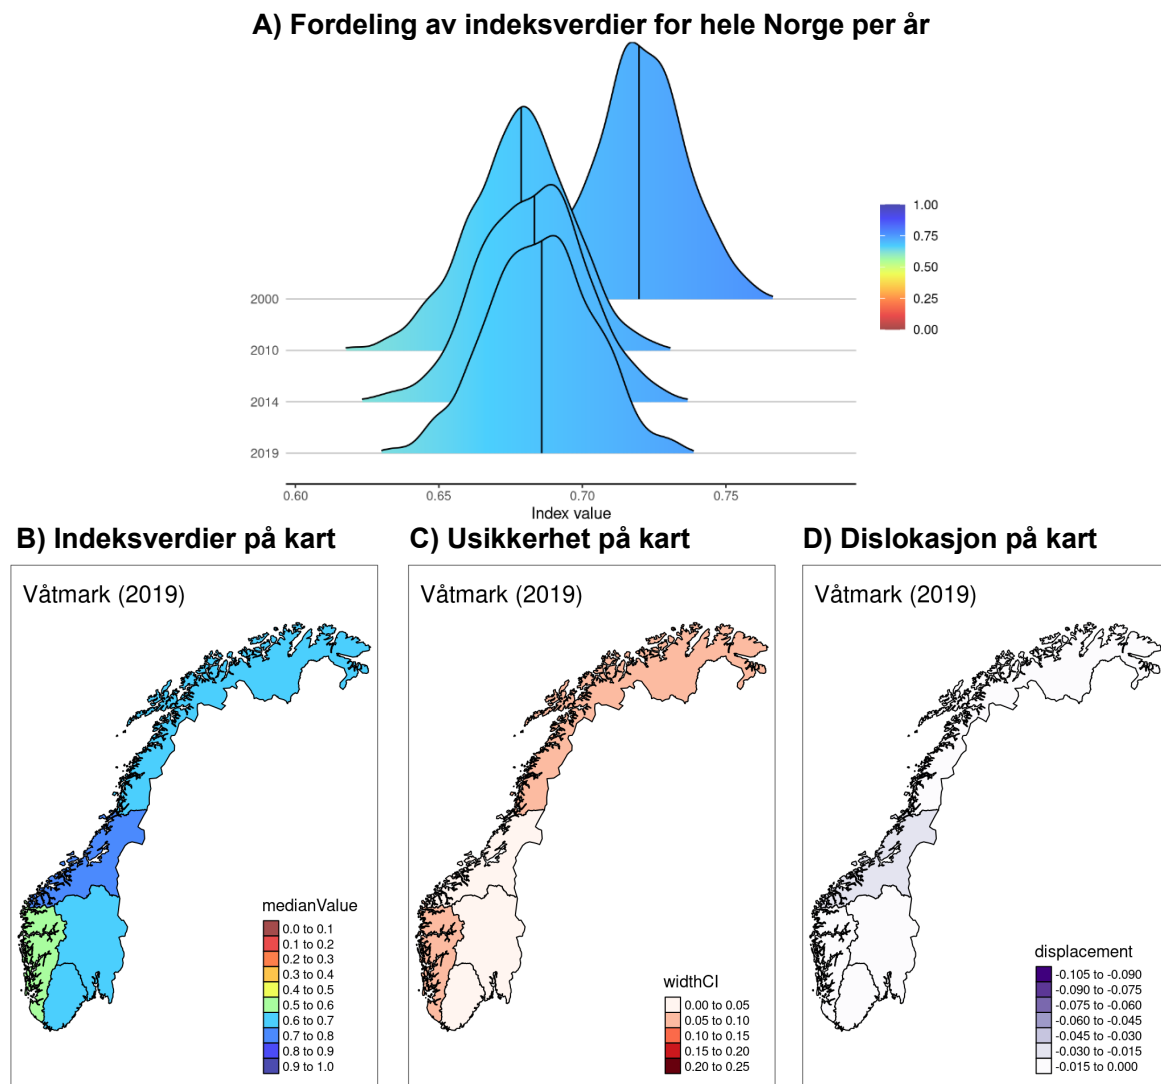 A) Fordeling av indeksverdier for hele Norge per år
1.00
0.75
0.50
0.25
0.00
2000
2010
2014
2019
0.60 0.65 0.70 0.75
Index value
B) Indeksverdier på kart
Våtmark (2019)
medianValue
0.0 to 0.1
0.1 to 0.2
0.2 to 0.3
0.3 to 0.4
0.4 to 0.5
0.5 to 0.6
0.6 to 0.7
0.7 to 0.8
0.8 to 0.9
0.9 to 1.0
C) Usikkerhet på kart
Våtmark (2019)
widthCI
0.00 to 0.05
0.05 to 0.10
0.10 to 0.15
0.15 to 0.20
0.20 to 0.25
D) Dislokasjon på kart
Våtmark (2019)
displacement
-0.105 to -0.090
-0.090 to -0.075
-0.075 to -0.060
-0.060 to -0.045
-0.045 to -0.030
-0.030 to -0.015
-0.015 to 0.000